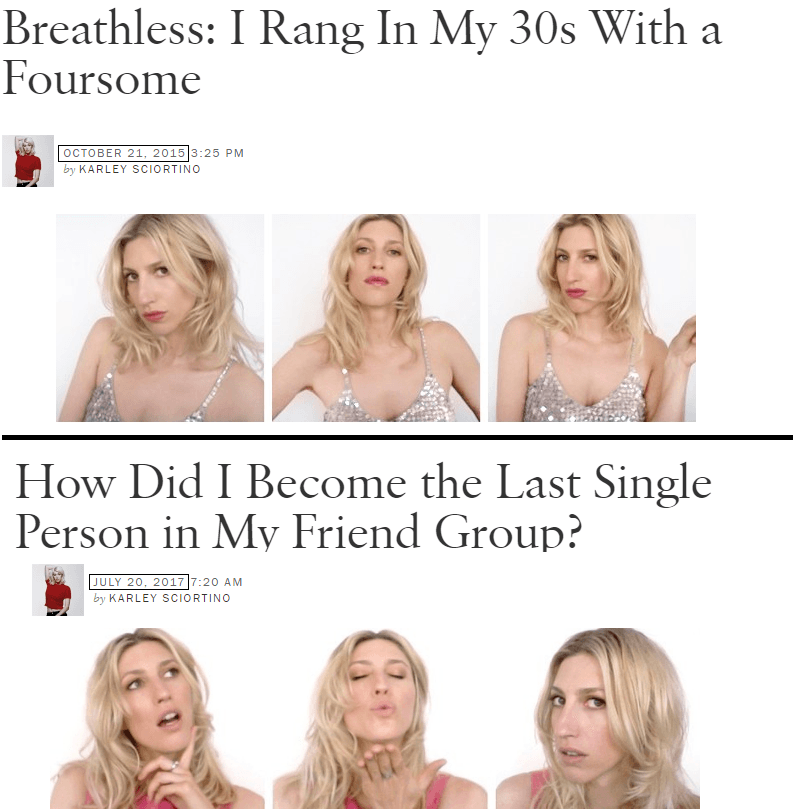 Breathless: I Rang In My 30s With a
Foursome
OCTOBER 21, 2015 3:25 PM
by KARLEY SCIORTINO
How Did I Become the Last Single
Person in My Friend Group?
JULY 20, 2017 7:20 AM
by KARLEY SCIORTINO